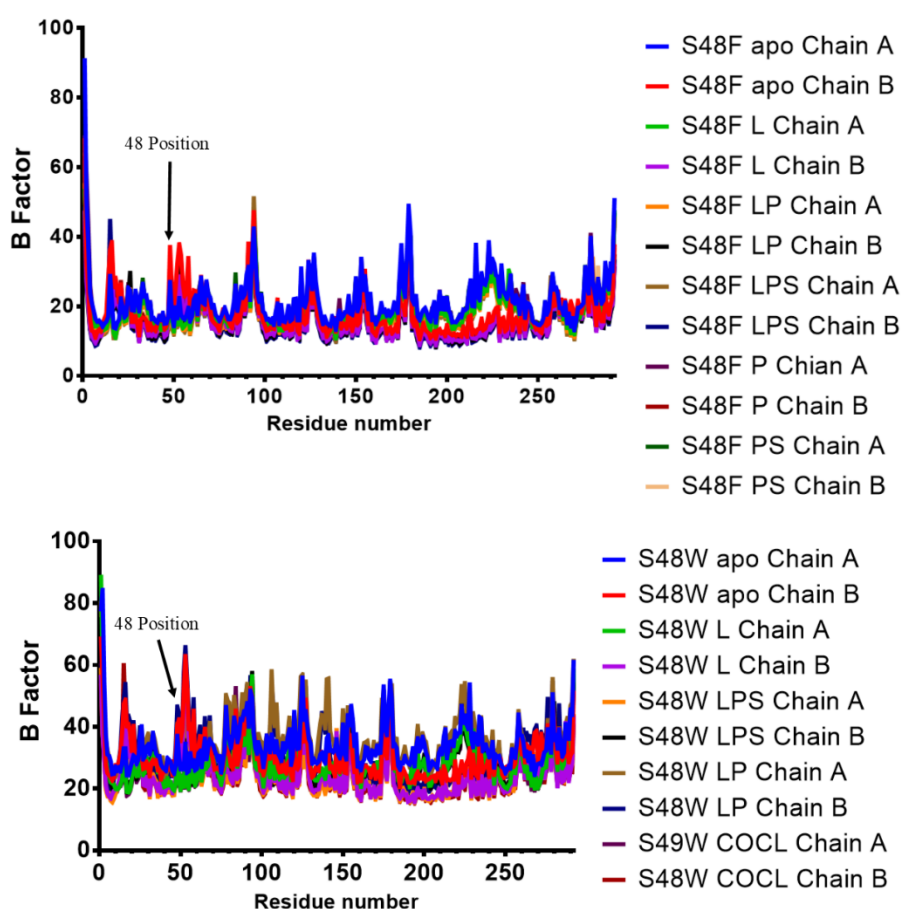 100
80
60
40
20
0
B Factor
48 Position
0
50
100
150
200
250
Residue number
S48F apo Chain A
S48F apo Chain B
S48F L Chain A
S48F L Chain B
S48F LP Chain A
S48F LP Chain B
S48F LPS Chain A
S48F LPS Chain B
S48F P Chian A
S48F P Chain B
S48F PS Chain A
S48F PS Chain B
100
80
60
40
20
0
B Factor
48 Position
0
50
100
150
200
250
Residue number
S48W apo Chain A
S48W apo Chain B
S48W L Chain A
S48W L Chain B
S48W LPS Chain A
S48W LPS Chain B
S48W LP Chain A
S48W LP Chain B
S49W COCL Chain A
S48W COCL Chain B